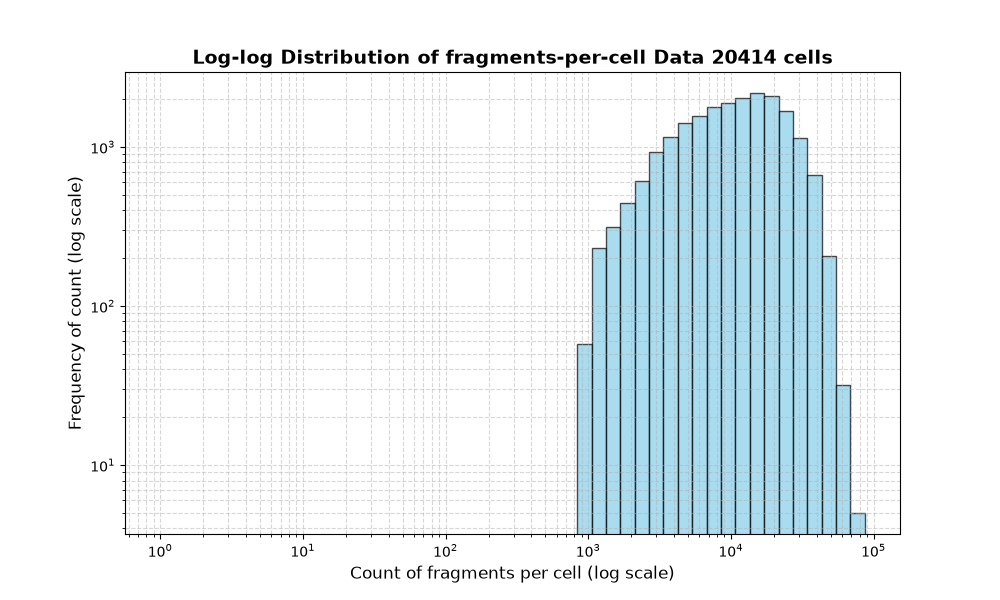 Log-log Distribution of fragments-per-cell Data 20414 cells
Frequency of count (log scale)
10³
10²
10¹
10⁰ 10¹ 10² 10³ 10⁴ 10⁵
Count of fragments per cell (log scale)